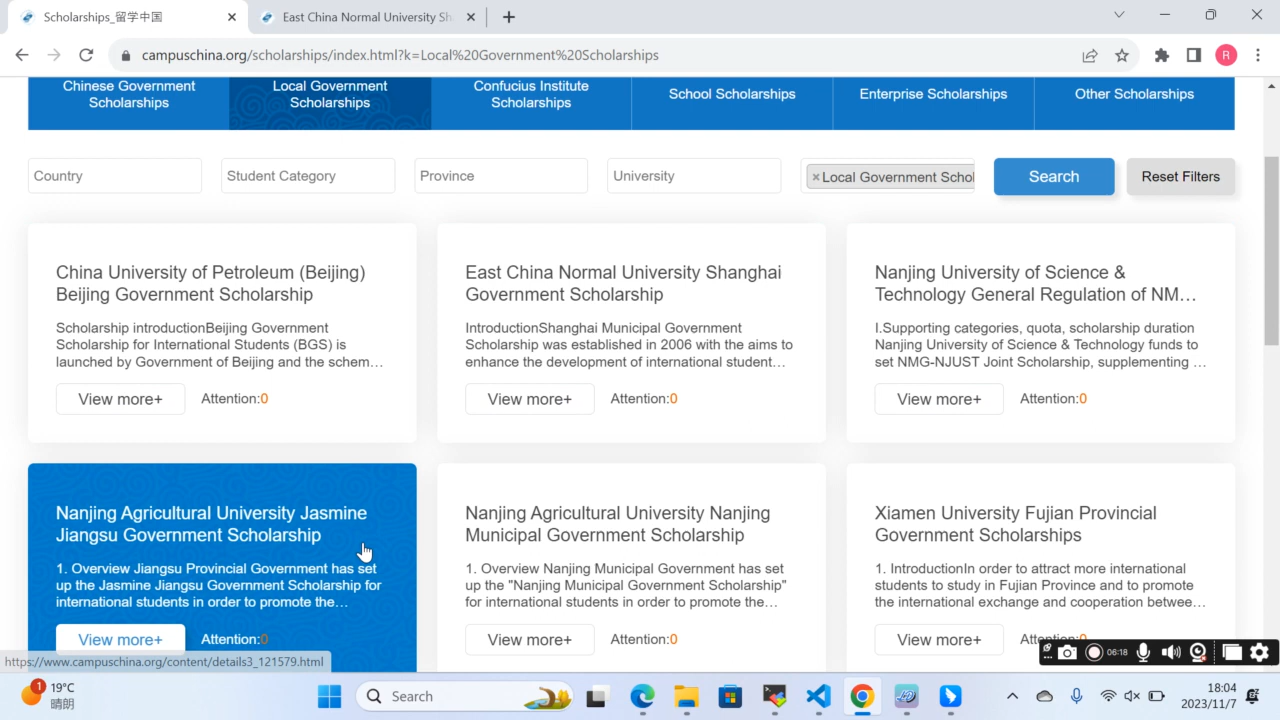 Scholarships_留学中国
East China Normal University Sh
campuschina.org/scholarships/index.html?k=Local%20Government%20Scholarships
R
Chinese Government
Scholarships
Local Government
Scholarships
Confucius Institute
Scholarships
School Scholarships
Enterprise Scholarships
Other Scholarships
Country
Student Category
Province
University
×Local Government Schol
Search
Reset Filters
China University of Petroleum (Beijing)
Beijing Government Scholarship
Scholarship introductionBeijing Government
Scholarship for International Students (BGS) is
launched by Government of Beijing and the schem…
View more+
Attention:0
East China Normal University Shanghai
Government Scholarship
IntroductionShanghai Municipal Government
Scholarship was established in 2006 with the aims to
enhance the development of international student…
View more+
Attention:0
Nanjing University of Science &
Technology General Regulation of NM…
I.Supporting categories, quota, scholarship duration
Nanjing University of Science & Technology funds to
set NMG-NJUST Joint Scholarship, supplementing …
View more+
Attention:0
Nanjing Agricultural University Jasmine
Jiangsu Government Scholarship
1. Overview Jiangsu Provincial Government has set
up the Jasmine Jiangsu Government Scholarship for
international students in order to promote the…
View more+
Attention:0
Nanjing Agricultural University Nanjing
Municipal Government Scholarship
1. Overview Nanjing Municipal Government has set
up the "Nanjing Municipal Government Scholarship"
for international students in order to promote the…
View more+
Attention:0
Xiamen University Fujian Provincial
Government Scholarships
1. IntroductionIn order to attract more international
students to study in Fujian Province and to promote
the international exchange and cooperation betwee…
View more+
Attention:0
06:18
https://www.campuschina.org/content/details3_121579.html
1
19°C
晴朗
Search
18:04
2023/11/7